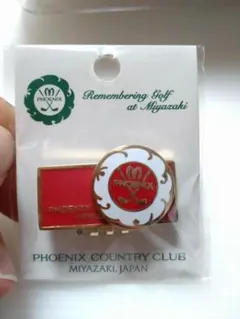 PHOENIX
Remembering Golf
at Miyazaki
PHOENIX
PHOENIX COUNTRY CLUB
MIYAZAKI, JAPAN